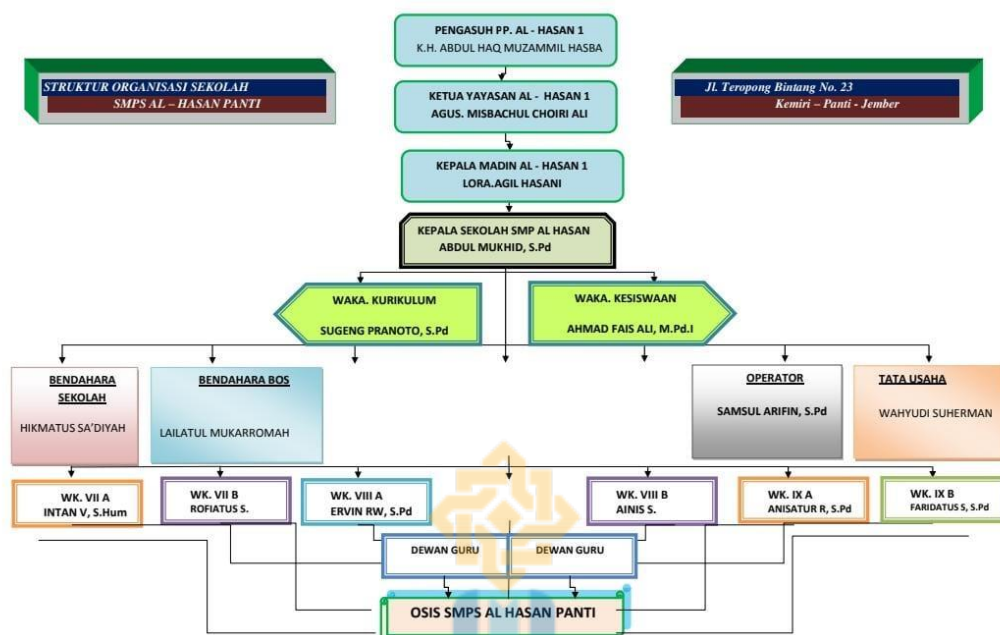 PENGASUH PP. AL - HASAN 1
K.H. ABDUL HAQ MUZAMMIL HASBA
STRUKTUR ORGANISASI SEKOLAH
SMPS AL – HASAN PANTI
Jl. Teropong Bintang No. 23
Kemiri – Panti - Jember
KETUA YAYASAN AL - HASAN 1
AGUS. MISBACHUL CHOIRI ALI
KEPALA MADIN AL - HASAN 1
LORA.AGIL HASANI
KEPALA SEKOLAH SMP AL HASAN
ABDUL MUKHID, S.Pd
WAKA. KURIKULUM
SUGENG PRANOTO, S.Pd
WAKA. KESISWAAN
AHMAD FAIS ALI, M.Pd.I
BENDAHARA
SEKOLAH
HIKMATUS SA'DIYAH
BENDAHARA BOS
LAILATUL MUKARROMAH
OPERATOR
SAMSUL ARIFIN, S.Pd
TATA USAHA
WAHYUDI SUHERMAN
WK. VII A
INTAN V, S.Hum
WK. VII B
ROFIATUS S.
WK. VIII A
ERVIN RW, S.Pd
WK. VIII B
AINIS S.
WK. IX A
ANISATUR R, S.Pd
WK. IX B
FARIDATUS S, S.Pd
DEWAN GURU
DEWAN GURU
OSIS SMPS AL HASAN PANTI